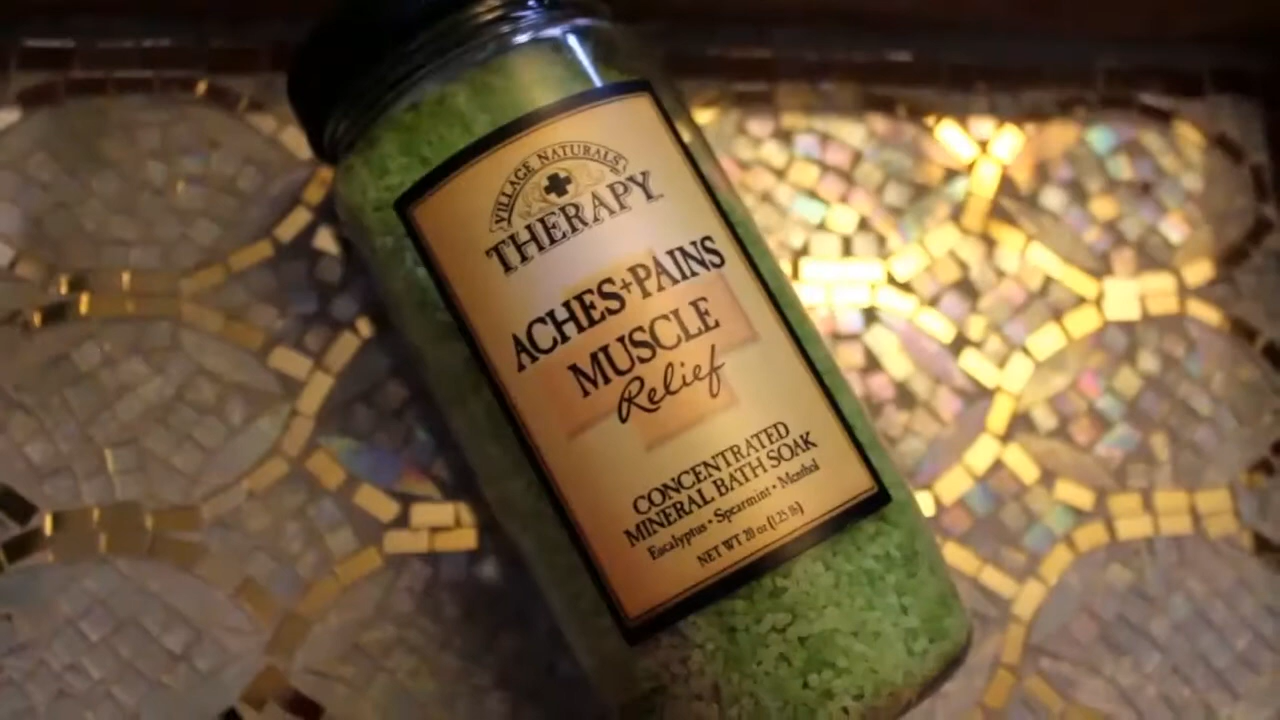 VILLAGE NATURALS
THERAPY
ACHES+PAINS
MUSCLE
Relief
CONCENTRATED
MINERAL BATH SOAK
Eucalyptus • Spearmint • Menthol
NET WT 20 oz (1.25 lb)